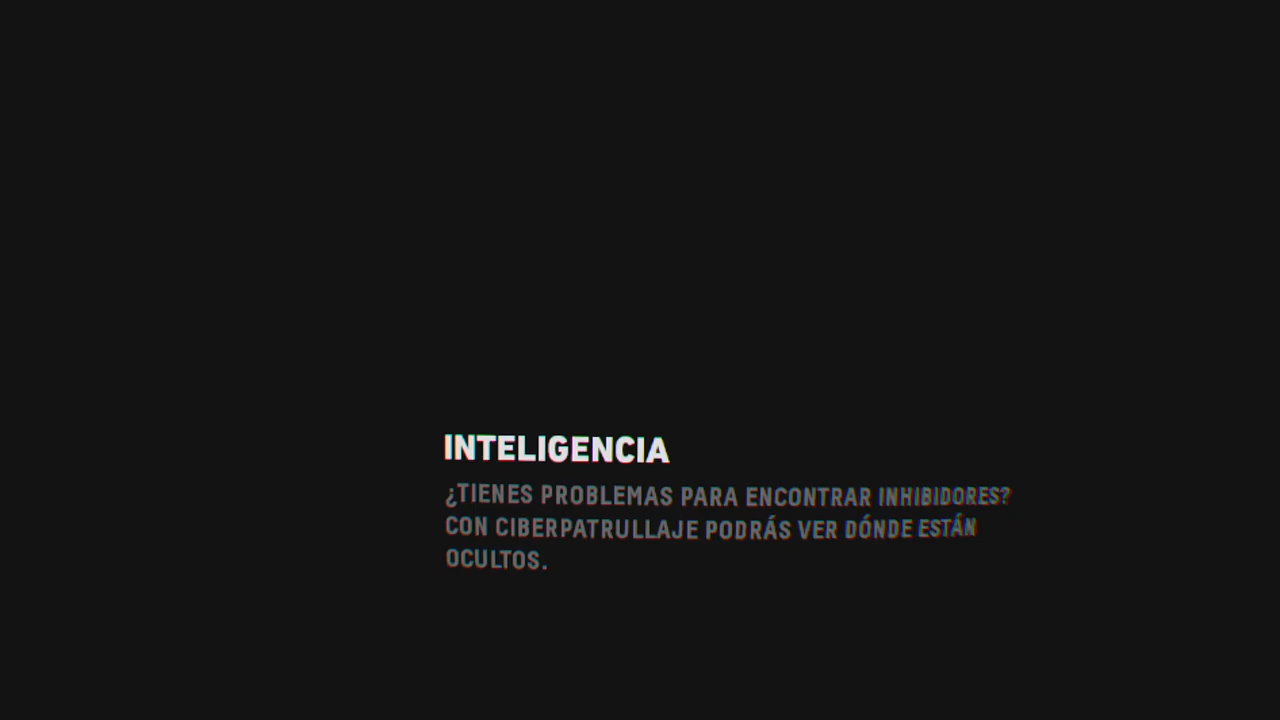 INTELIGENCIA
¿TIENES PROBLEMAS PARA ENCONTRAR INHIBIDORES?
CON CIBERPATRULLAJE PODRÁS VER DÓNDE ESTÁN
OCULTOS.